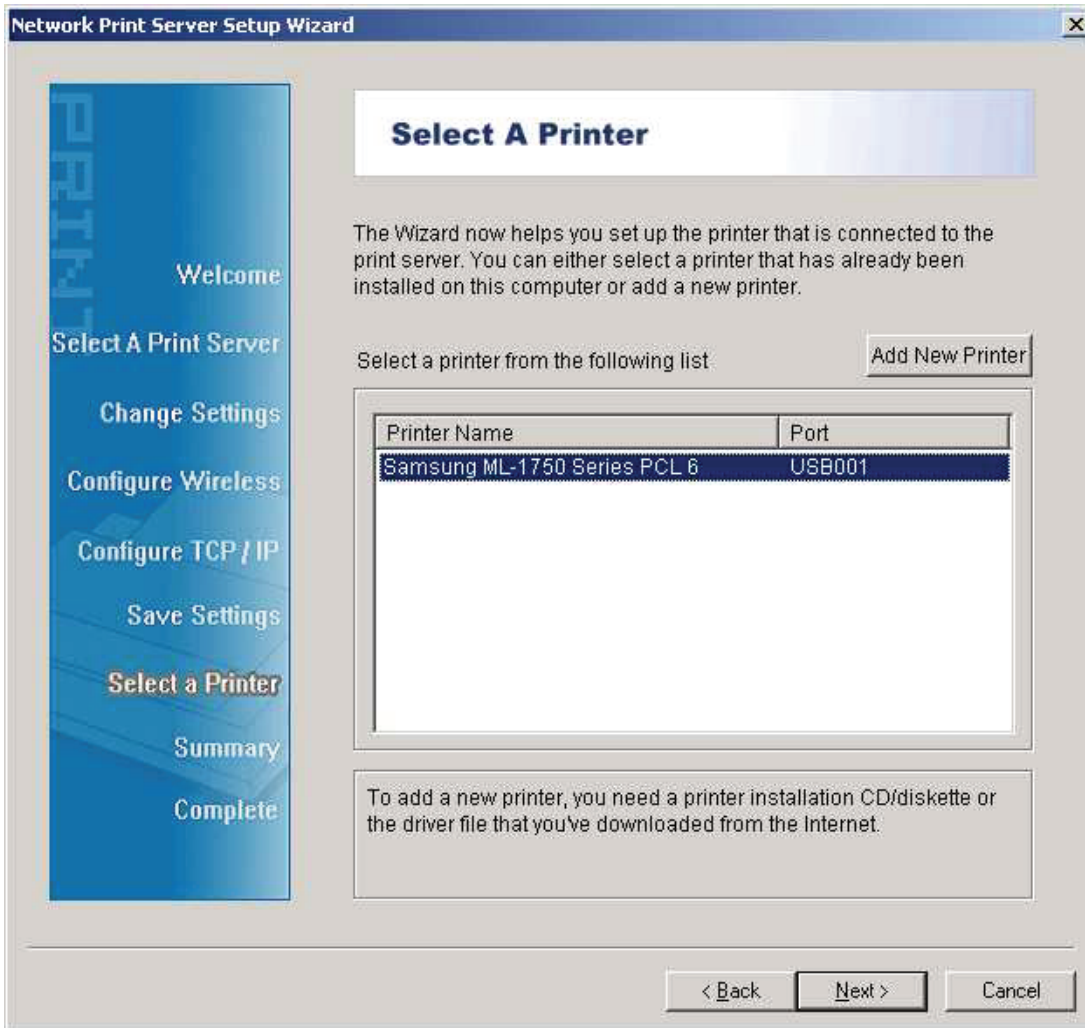 Network Print Server Setup Wizard
PRINT
Welcome
Select A Print Server
Change Settings
Configure Wireless
Configure TCP / IP
Save Settings
Select a Printer
Summary
Complete
Select A Printer
The Wizard now helps you set up the printer that is connected to the
print server. You can either select a printer that has already been
installed on this computer or add a new printer.
Select a printer from the following list
Add New Printer
Printer Name Port
Samsung ML-1750 Series PCL 6 USB001
To add a new printer, you need a printer installation CD/diskette or
the driver file that you've downloaded from the Internet.
< Back Next > Cancel